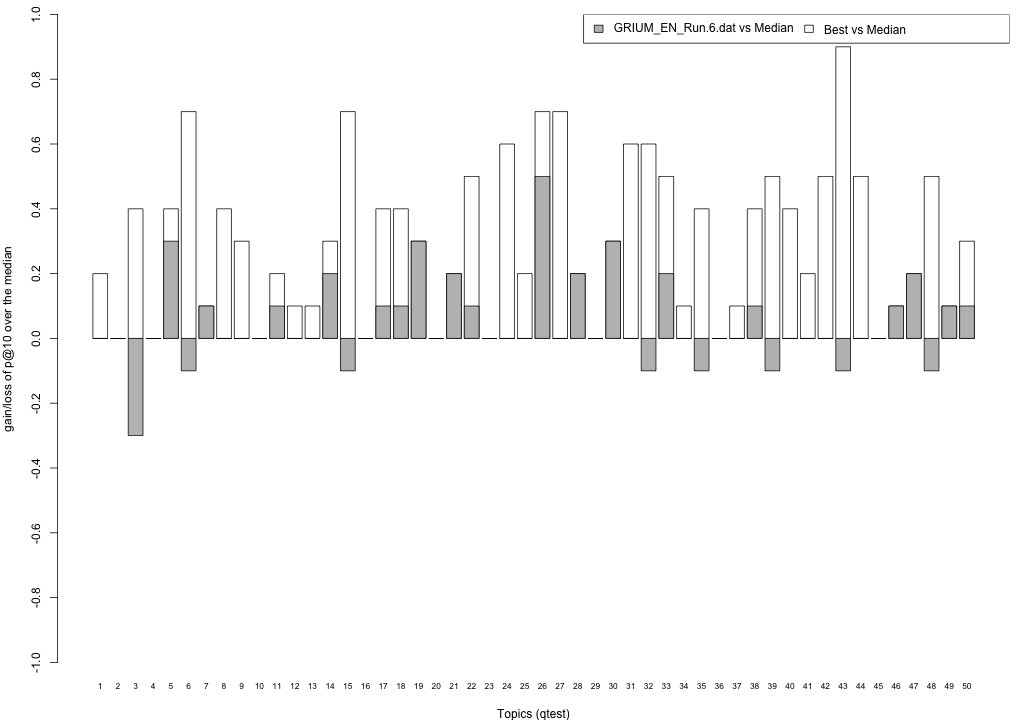 GRIUM_EN_Run.6.dat vs Median Best vs Median
gain/loss of p@10 over the median
1.0
0.8
0.6
0.4
0.2
0.0
-0.2
-0.4
-0.6
-0.8
-1.0
1 2 3 4 5 6 7 8 9 10 11 12 13 14 15 16 17 18 19 20 21 22 23 24 25 26 27 28 29 30 31 32 33 34 35 36 37 38 39 40 41 42 43 44 45 46 47 48 49 50
Topics (qtest)